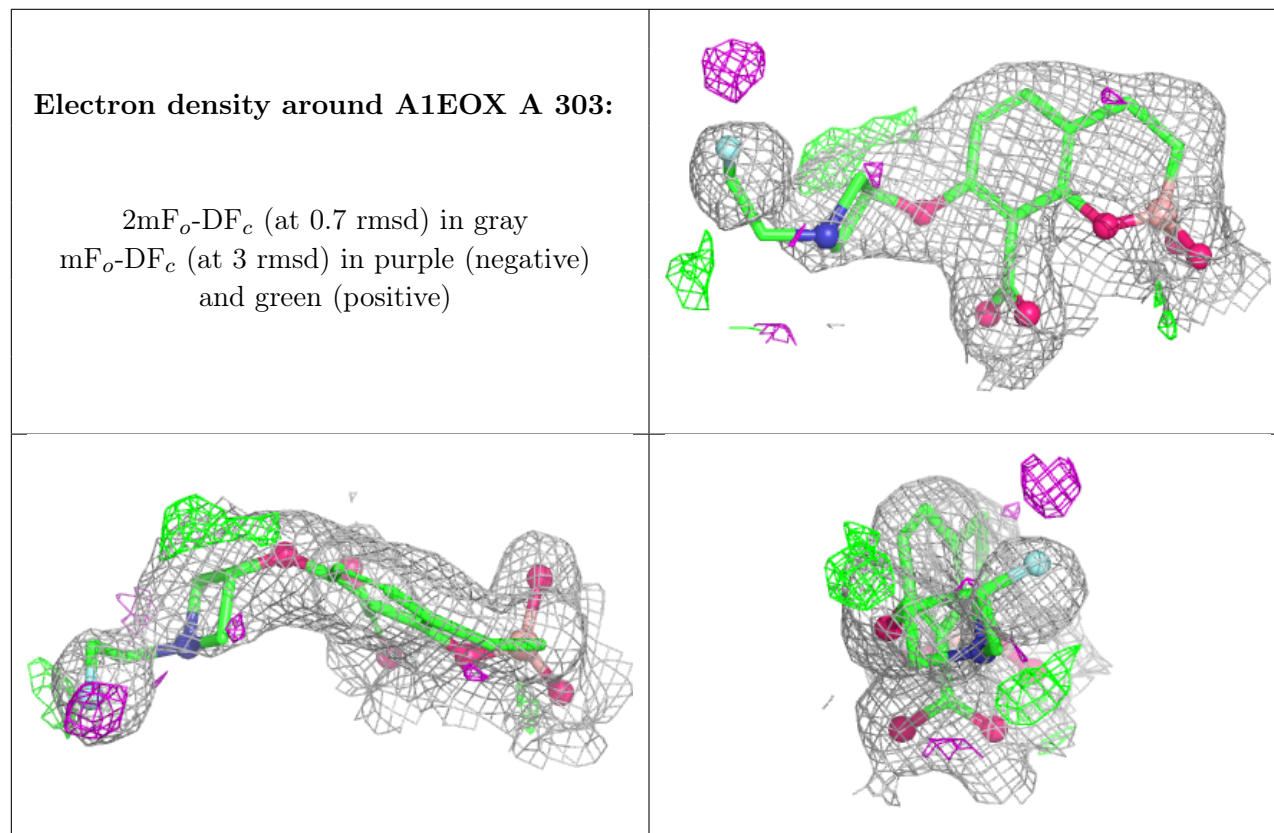 Electron density around A1EOX A 303:
2mFo-DFc (at 0.7 rmsd) in gray
mFo-DFc (at 3 rmsd) in purple (negative)
and green (positive)